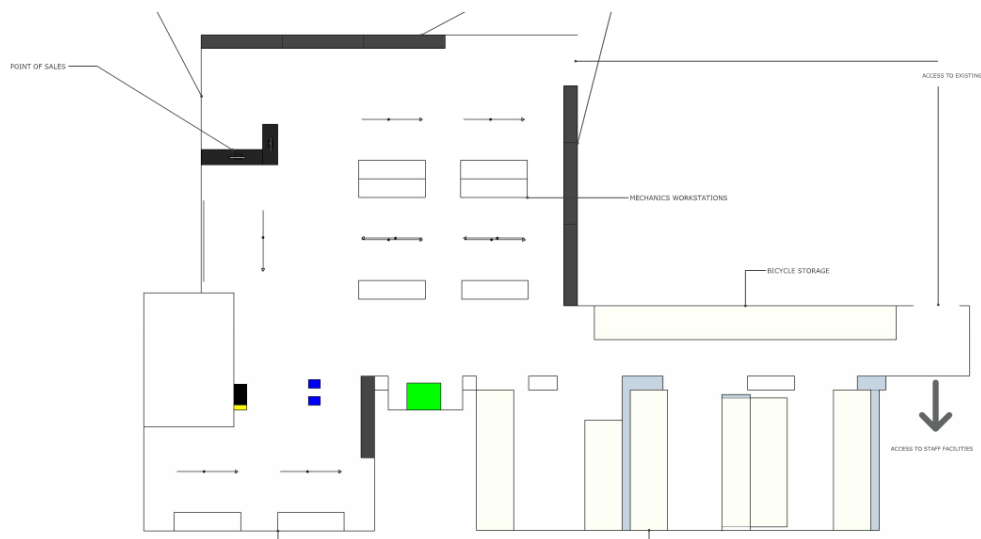 POINT OF SALES
ACCESS TO EXISTING
MECHANICS WORKSTATIONS
BICYCLE STORAGE
ACCESS TO STAFF FACILITIES